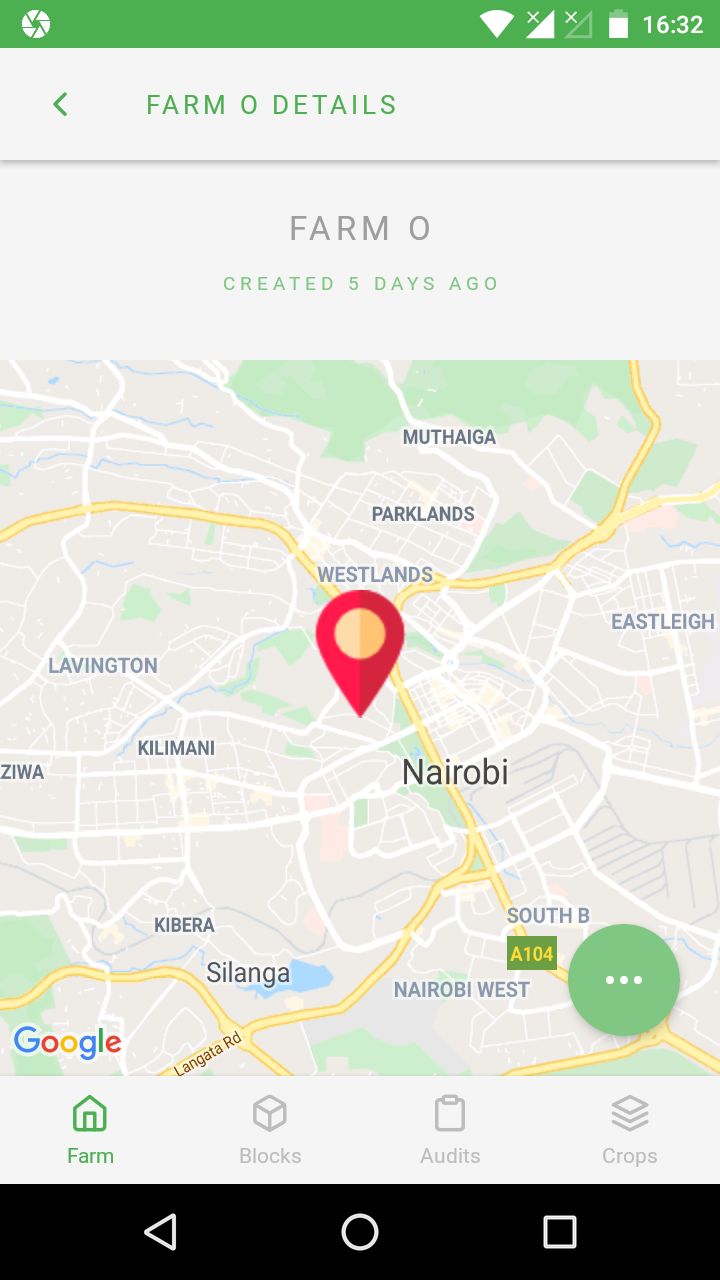 16:32
FARM O DETAILS
FARM O
CREATED 5 DAYS AGO
MUTHAIGA
PARKLANDS
WESTLANDS
EASTLEIGH
LAVINGTON
KILIMANI
ZIWA
Nairobi
SOUTH B
KIBERA
A104
Silanga
NAIROBI WEST
Google
Langata Rd
Farm
Blocks
Audits
Crops